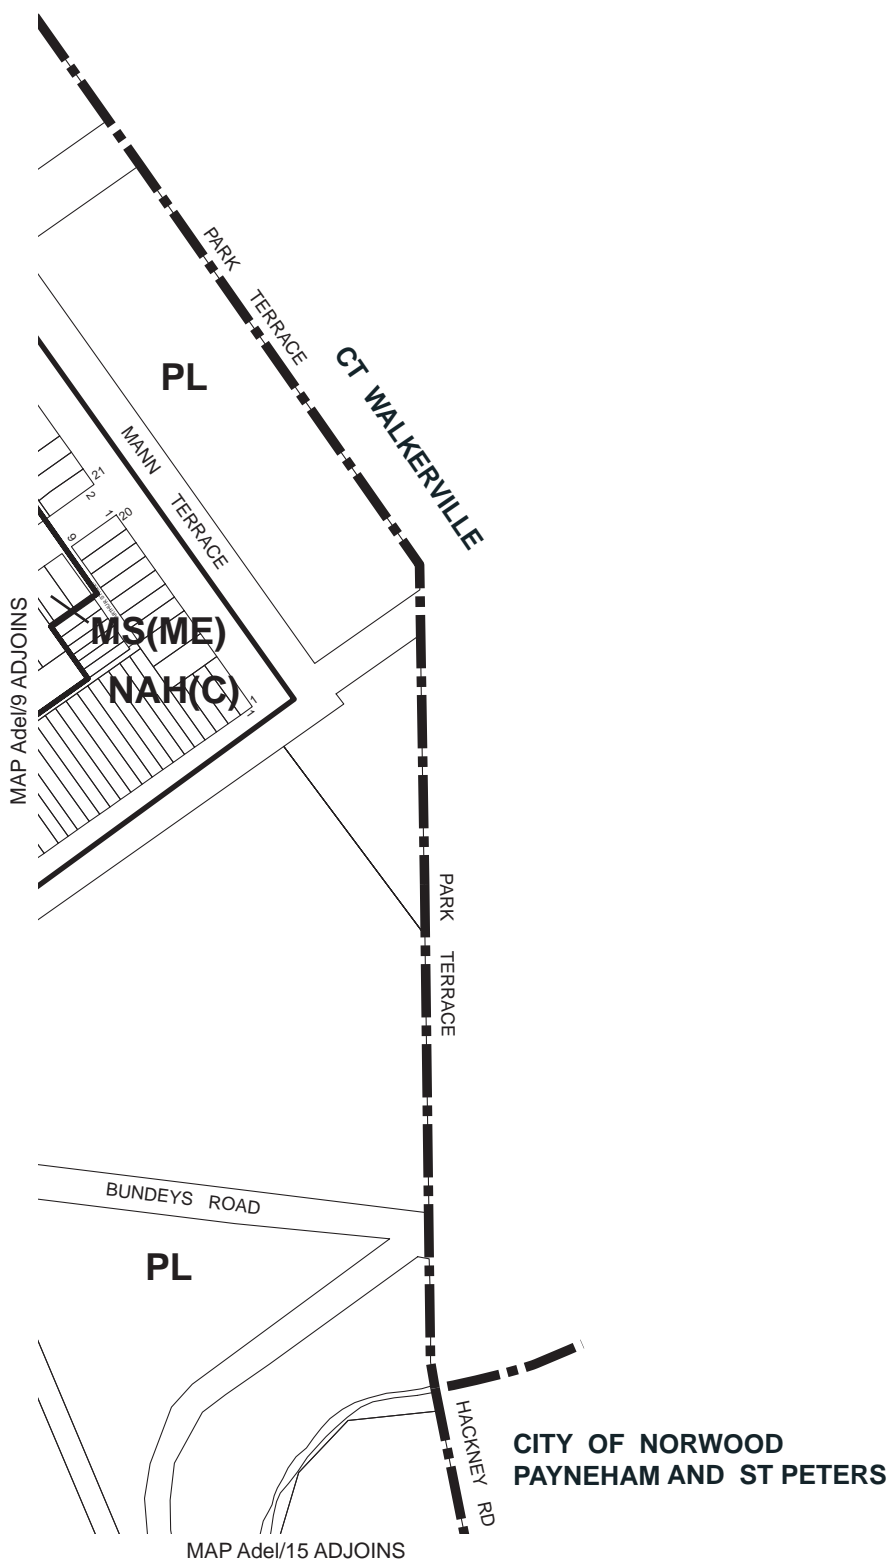 PARK TERRACE
CT WALKERVILLE
PL
MANN TERRACE
21
2
1
20
9
MS(ME)
NAH(C)
1
1
MAP Adel/9 ADJOINS
PARK TERRACE
BUNDEYS ROAD
PL
HACKNEY RD
CITY OF NORWOOD
PAYNEHAM AND ST PETERS
MAP Adel/15 ADJOINS